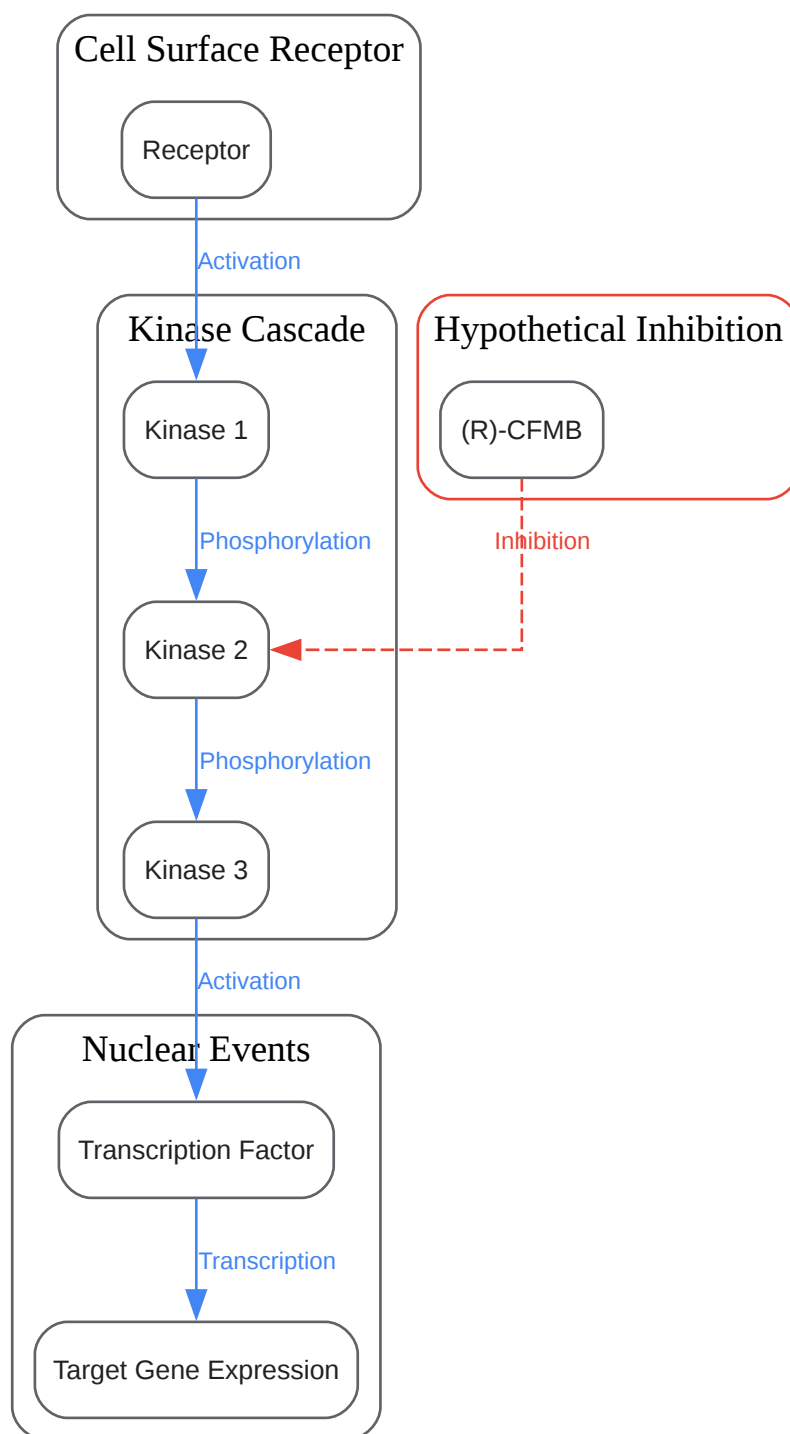 Cell Surface Receptor
Receptor
Activation
Kinase Cascade
Hypothetical Inhibition
Kinase 1
(R)-CFMB
Phosphorylation
Inhibition
Kinase 2
Phosphorylation
Kinase 3
Activation
Nuclear Events
Transcription Factor
Transcription
Target Gene Expression